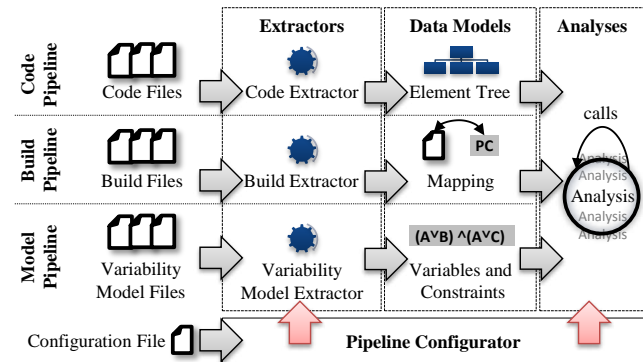 Extractors Data Models Analyses
Code Pipeline
Code Files Code Extractor Element Tree
calls
Build Pipeline
PC
Build Files Build Extractor Mapping
Analysis
Analysis
Analysis
Analysis
Analysis
Model Pipeline
(A∨B) ^(A∨C)
Variability Model Files
Variability Model Extractor
Variables and Constraints
Configuration File
Pipeline Configurator